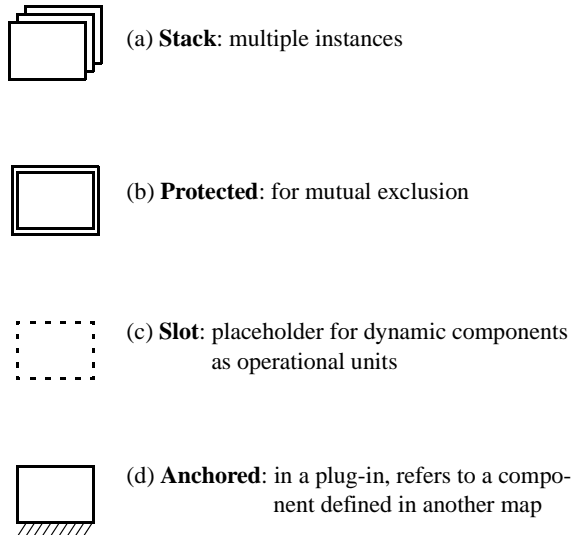 (a) Stack: multiple instances
(b) Protected: for mutual exclusion
(c) Slot: placeholder for dynamic components
as operational units
(d) Anchored: in a plug-in, refers to a compo-
nent defined in another map